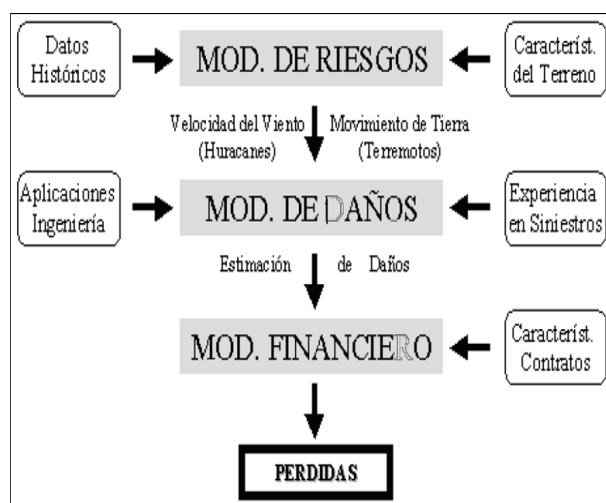 Datos
Históricos
MOD. DE RIESGOS
Característ.
del Terreno
Velocidad del Viento
(Huracanes)
Movimiento de Tierra
(Terremotos)
Aplicaciones
Ingeniería
MOD. DE DAÑOS
Experiencia
en Siniestros
Estimación de Daños
MOD. FINANCIERO
Característ.
Contratos
PERDIDAS